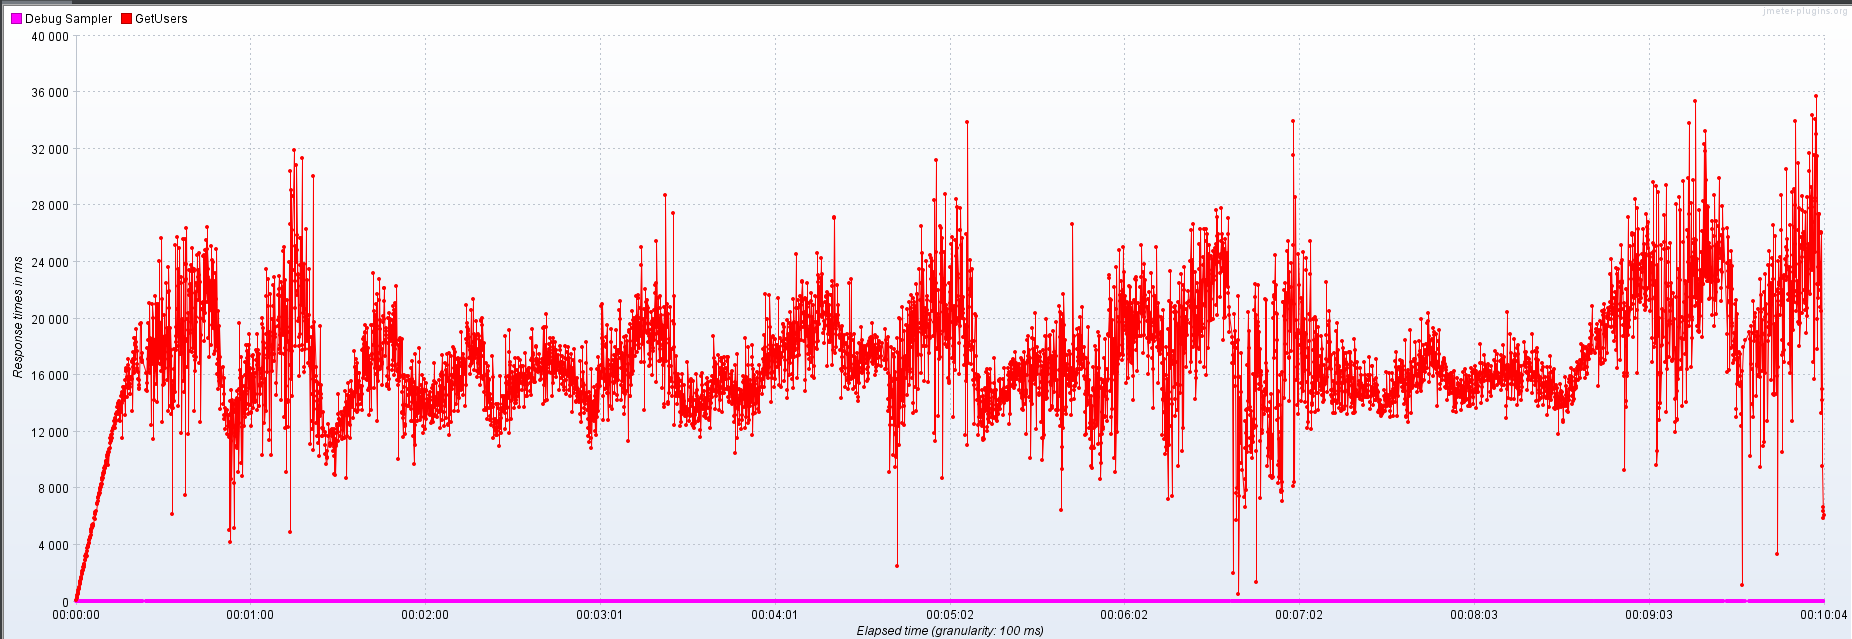 jmeter-plugins.org
Debug Sampler GetUsers
40 000
36 000
32 000
28 000
24 000
20 000
16 000
12 000
8 000
4 000
0
Response times in ms
00:00:00 00:01:00 00:02:00 00:03:01 00:04:01 00:05:02 00:06:02 00:07:02 00:08:03 00:09:03 00:10:04
Elapsed time (granularity: 100 ms)